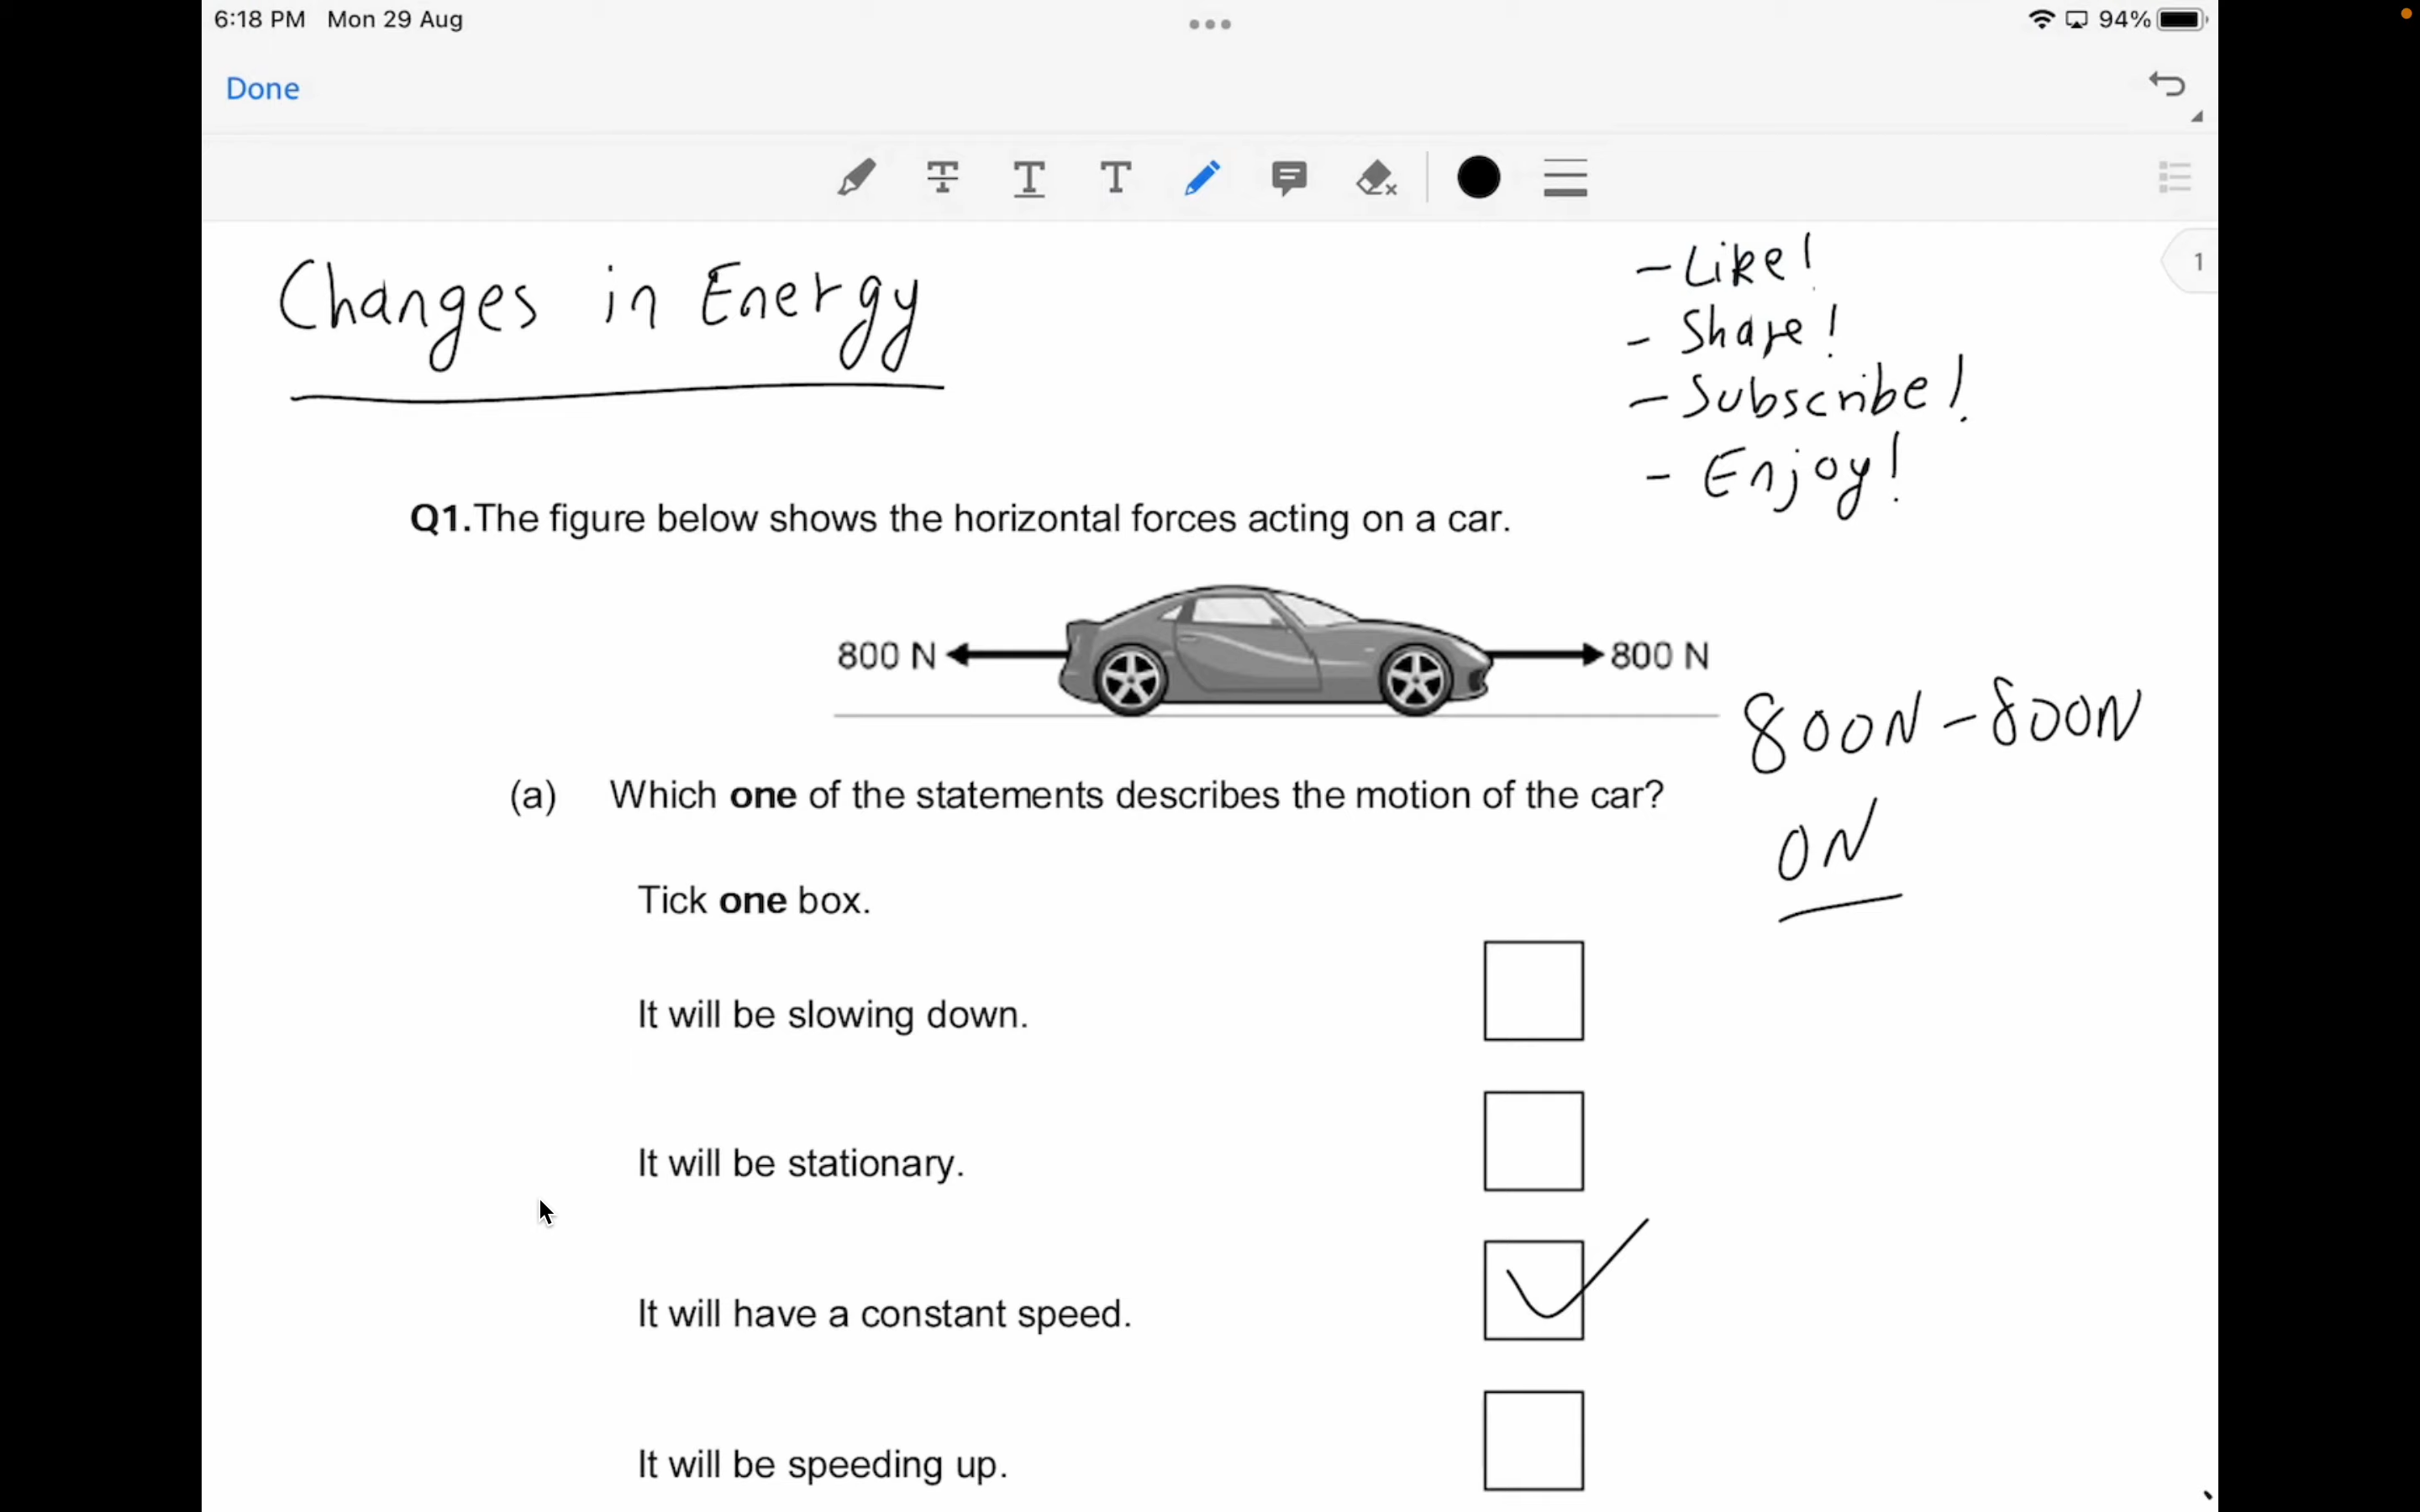 6:18 PM Mon 29 Aug
94%
Done
1
Changes in Energy
- Like!
- Share!
- Subscribe!
- Enjoy!
Q1.The figure below shows the horizontal forces acting on a car.
800 N 800 N
800N - 800N
0N
(a) Which one of the statements describes the motion of the car?
Tick one box.
It will be slowing down.
It will be stationary.
It will have a constant speed.
It will be speeding up.